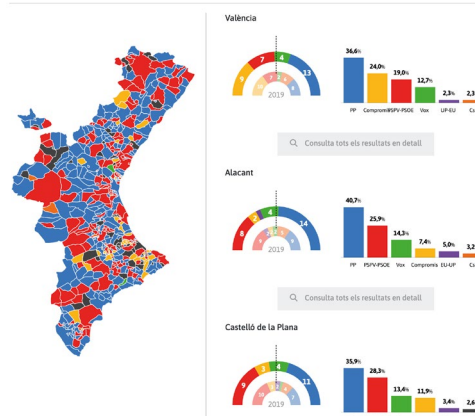 València
9 7 4 13
2019
36,6% 24,0% 19,0% 12,7% 2,3% 2,3
PP Compromís PSPV-PSOE Vox UP-EU Cs
Consulta tots els resultats en detall
Alacant
8 2 4 14
2019
40,7% 25,9% 14,3% 7,4% 5,0% 3,2
PP PSPV-PSOE Vox Compromís EU-UP Cs
Consulta tots els resultats en detall
Castelló de la Plana
9 3 4 11
2019
35,9% 28,3% 13,4% 11,9% 3,4% 2,6